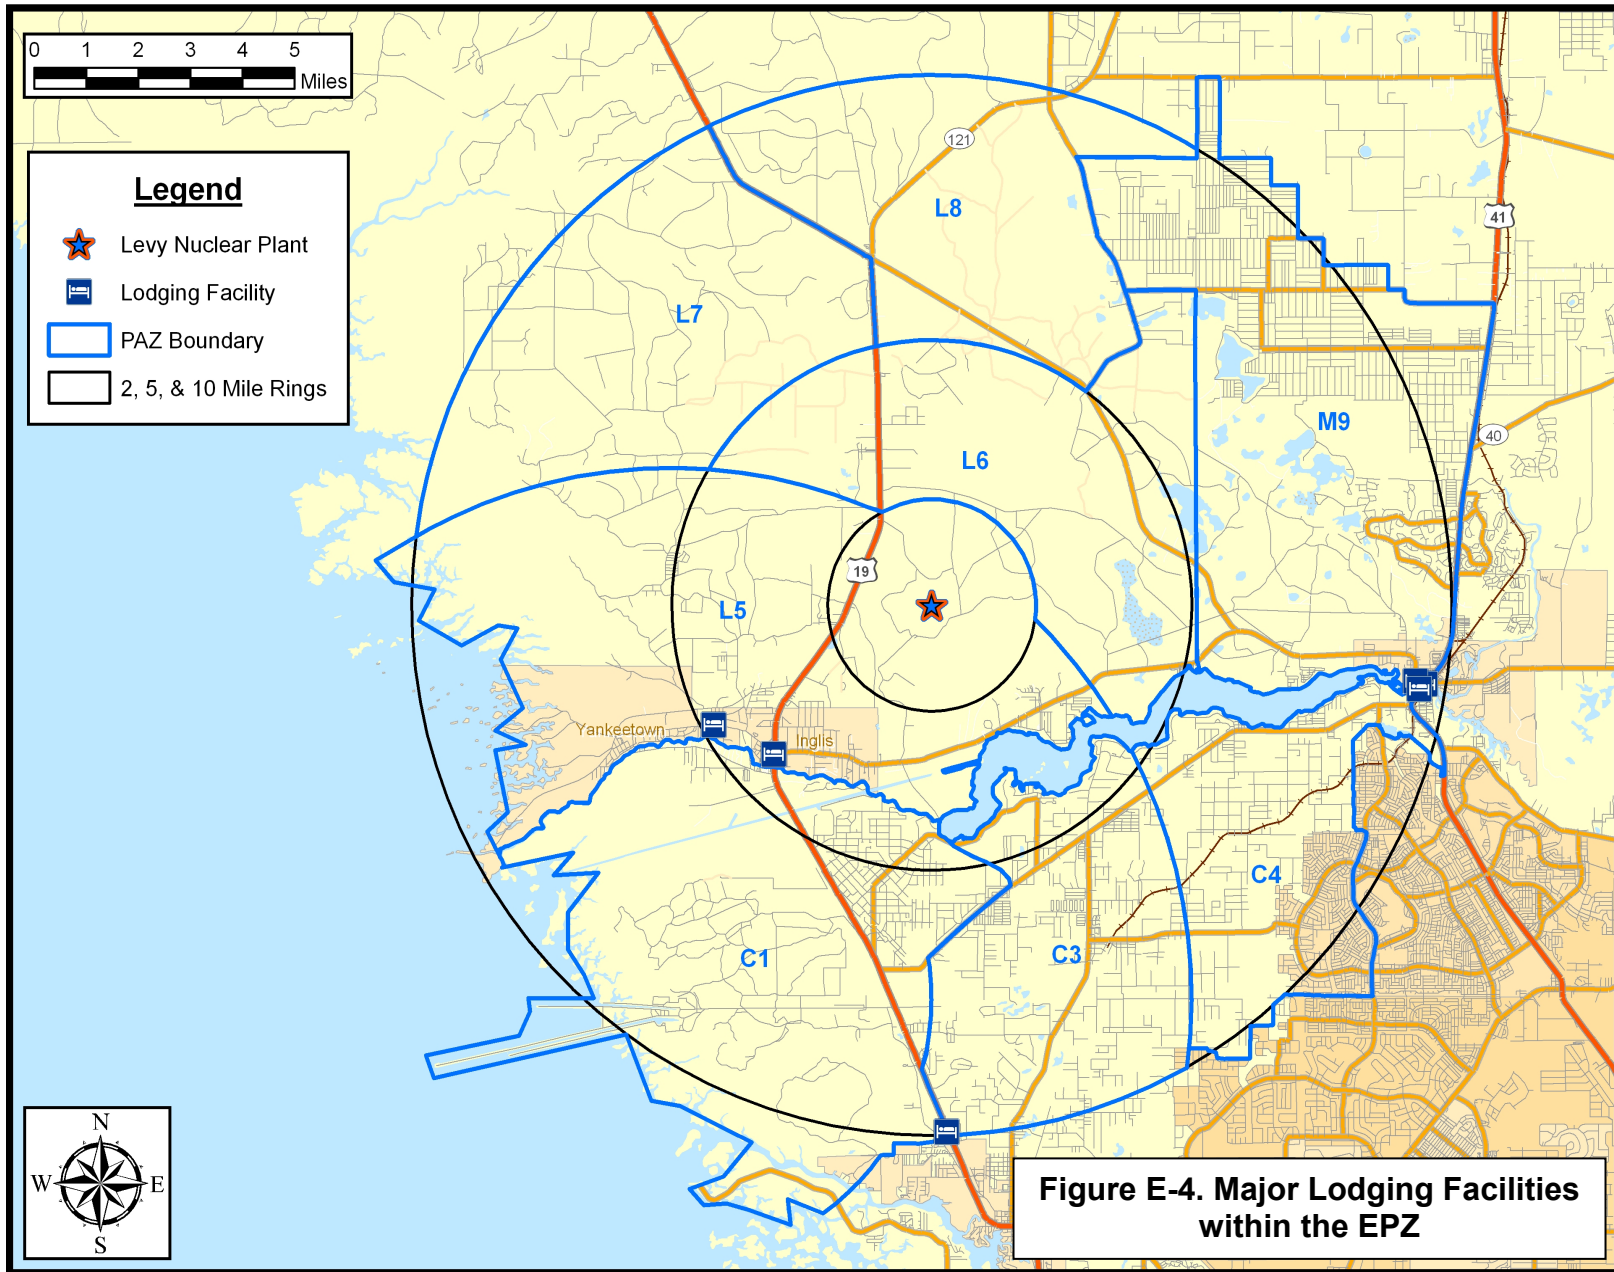 0 1 2 3 4 5
Miles
Legend
Levy Nuclear Plant
Lodging Facility
PAZ Boundary
2, 5, & 10 Mile Rings
121
L8
41
L7
M9
40
L6
19
L5
Yankeetown
Inglis
C4
C3
C1
N
W E
S
Figure E-4. Major Lodging Facilities
within the EPZ